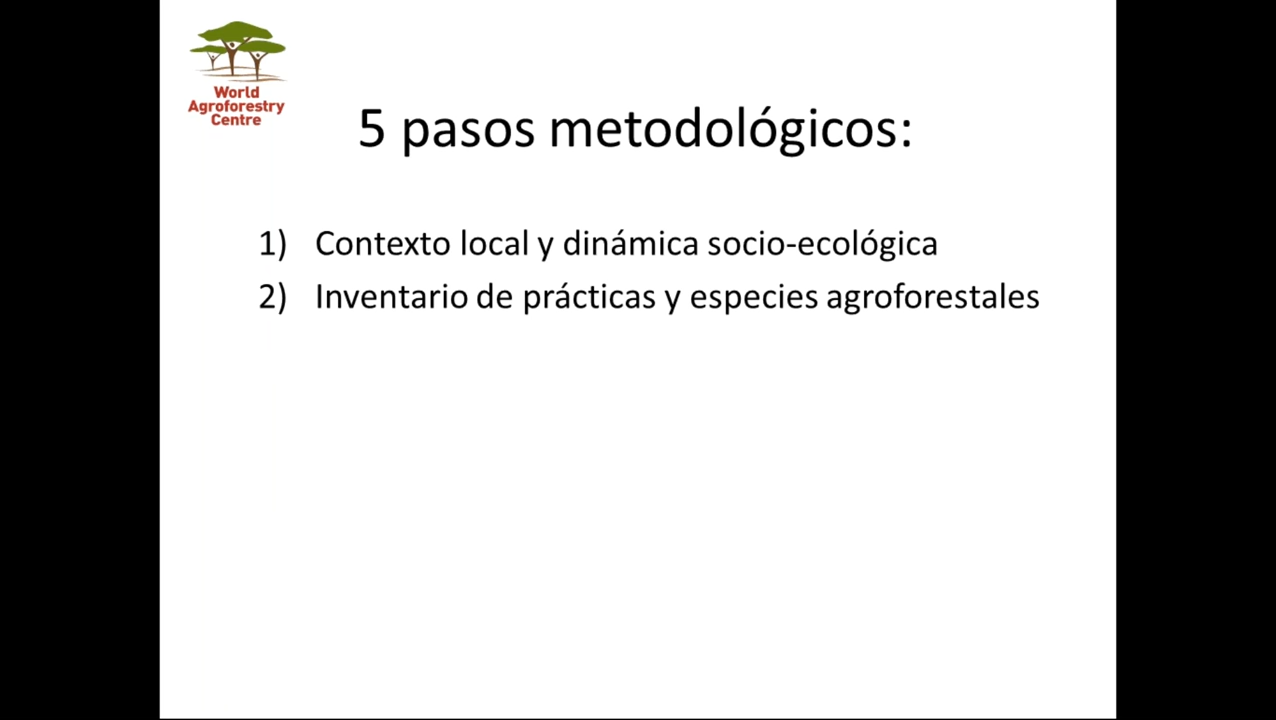 World
Agroforestry
Centre
5 pasos metodológicos:
1) Contexto local y dinámica socio-ecológica
2) Inventario de prácticas y especies agroforestales